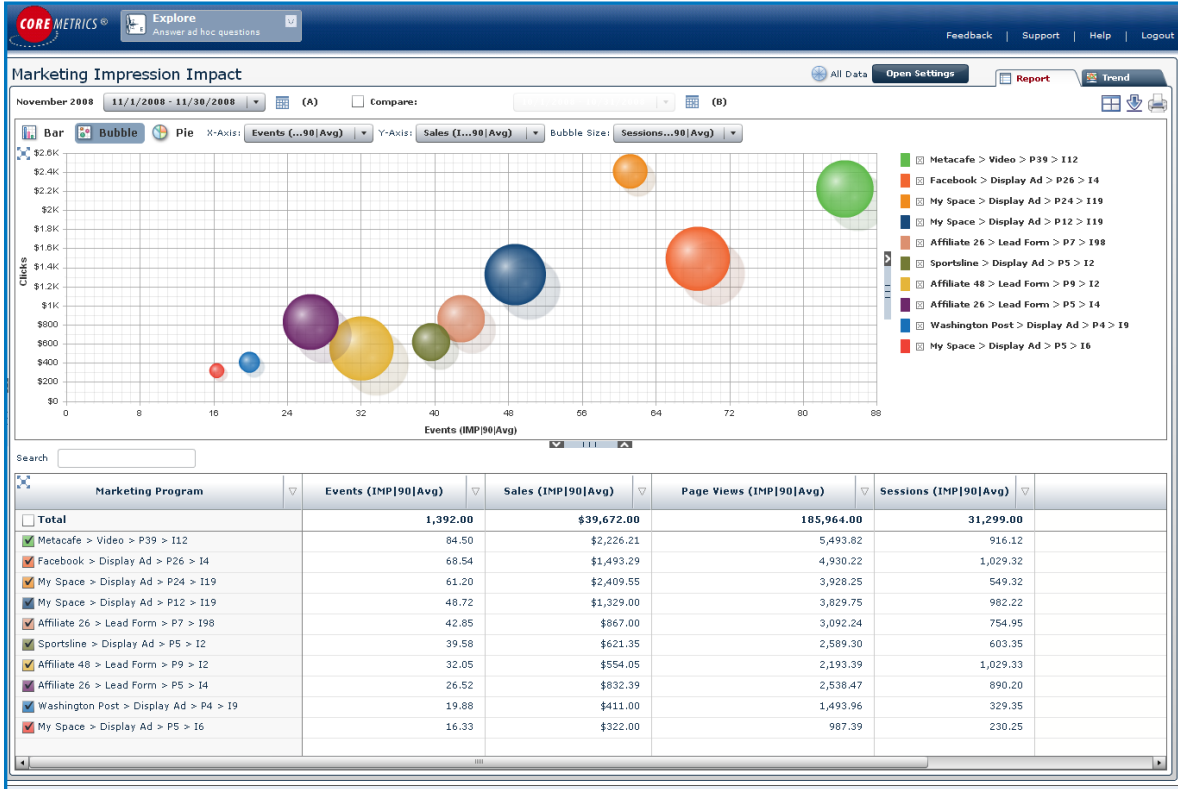 CORE METRICS ®
Explore
Answer ad hoc questions
Feedback | Support | Help | Logout
Marketing Impression Impact
All Data Open Settings Report Trend
November 2008 11/1/2008 - 11/30/2008 (A) Compare: (B)
Bar Bubble Pie X-Axis: Events (...90|Avg) Y-Axis: Sales (I...90|Avg) Bubble Size: Sessions...90|Avg)
$2.6K
$2.4K
$2.2K
$2K
$1.8K
$1.6K
$1.4K
$1.2K
$1K
$800
$600
$400
$200
$0
Clicks
0 8 16 24 32 40 48 56 64 72 80 88
Events (IMP|90|Avg)
Metacafe > Video > P39 > I12
Facebook > Display Ad > P26 > I4
My Space > Display Ad > P24 > I19
My Space > Display Ad > P12 > I19
Affiliate 26 > Lead Form > P7 > I98
Sportsline > Display Ad > P5 > I2
Affiliate 48 > Lead Form > P9 > I2
Affiliate 26 > Lead Form > P5 > I4
Washington Post > Display Ad > P4 > I9
My Space > Display Ad > P5 > I6
Search
Marketing Program Events (IMP|90|Avg) Sales (IMP|90|Avg) Page Views (IMP|90|Avg) Sessions (IMP|90|Avg)
Total 1,392.00 $39,672.00 185,964.00 31,299.00
Metacafe > Video > P39 > I12 84.50 $2,226.21 5,493.82 916.12
Facebook > Display Ad > P26 > I4 68.54 $1,493.29 4,930.22 1,029.32
My Space > Display Ad > P24 > I19 61.20 $2,409.55 3,928.25 549.32
My Space > Display Ad > P12 > I19 48.72 $1,329.00 3,829.75 982.22
Affiliate 26 > Lead Form > P7 > I98 42.85 $867.00 3,092.24 754.95
Sportsline > Display Ad > P5 > I2 39.58 $621.35 2,589.30 603.35
Affiliate 48 > Lead Form > P9 > I2 32.05 $554.05 2,193.39 1,029.33
Affiliate 26 > Lead Form > P5 > I4 26.52 $832.39 2,538.47 890.20
Washington Post > Display Ad > P4 > I9 19.88 $411.00 1,493.96 329.35
My Space > Display Ad > P5 > I6 16.33 $322.00 987.39 230.25